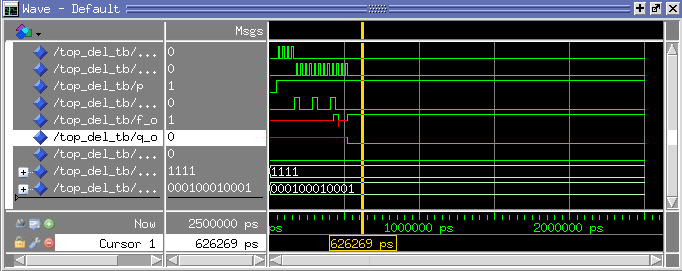 Wave - Default
Msgs
/top_del_tb/... 0
/top_del_tb/... 0
/top_del_tb/p 1
/top_del_tb/... 0
/top_del_tb/f_o 1
/top_del_tb/q_o 0
/top_del_tb/... 0
/top_del_tb/... 1111 1111
/top_del_tb/... 000100010001 000100010001
Now 2500000 ps ps 1000000 ps 2000000 ps
Cursor 1 626269 ps 626269 ps